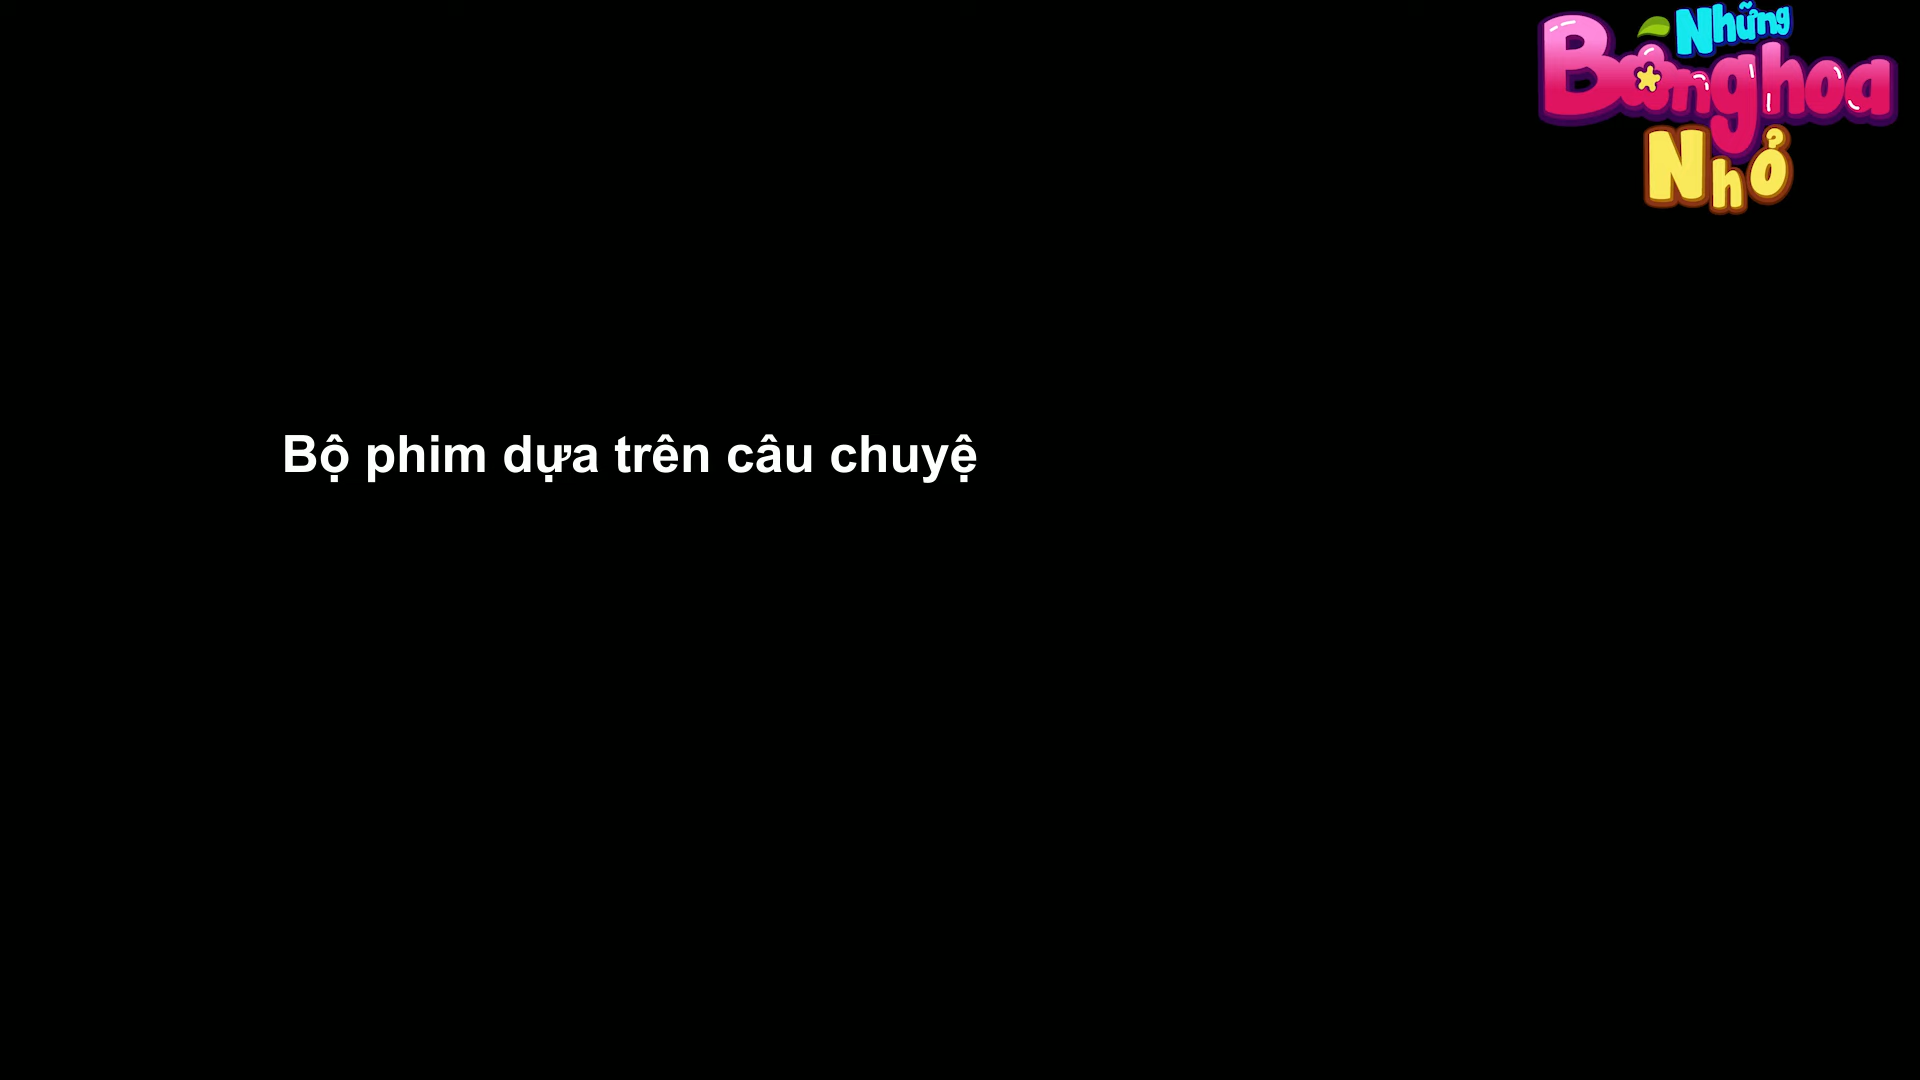 Những
Bông hoa
Nhỏ
Bộ phim dựa trên câu chuyệ